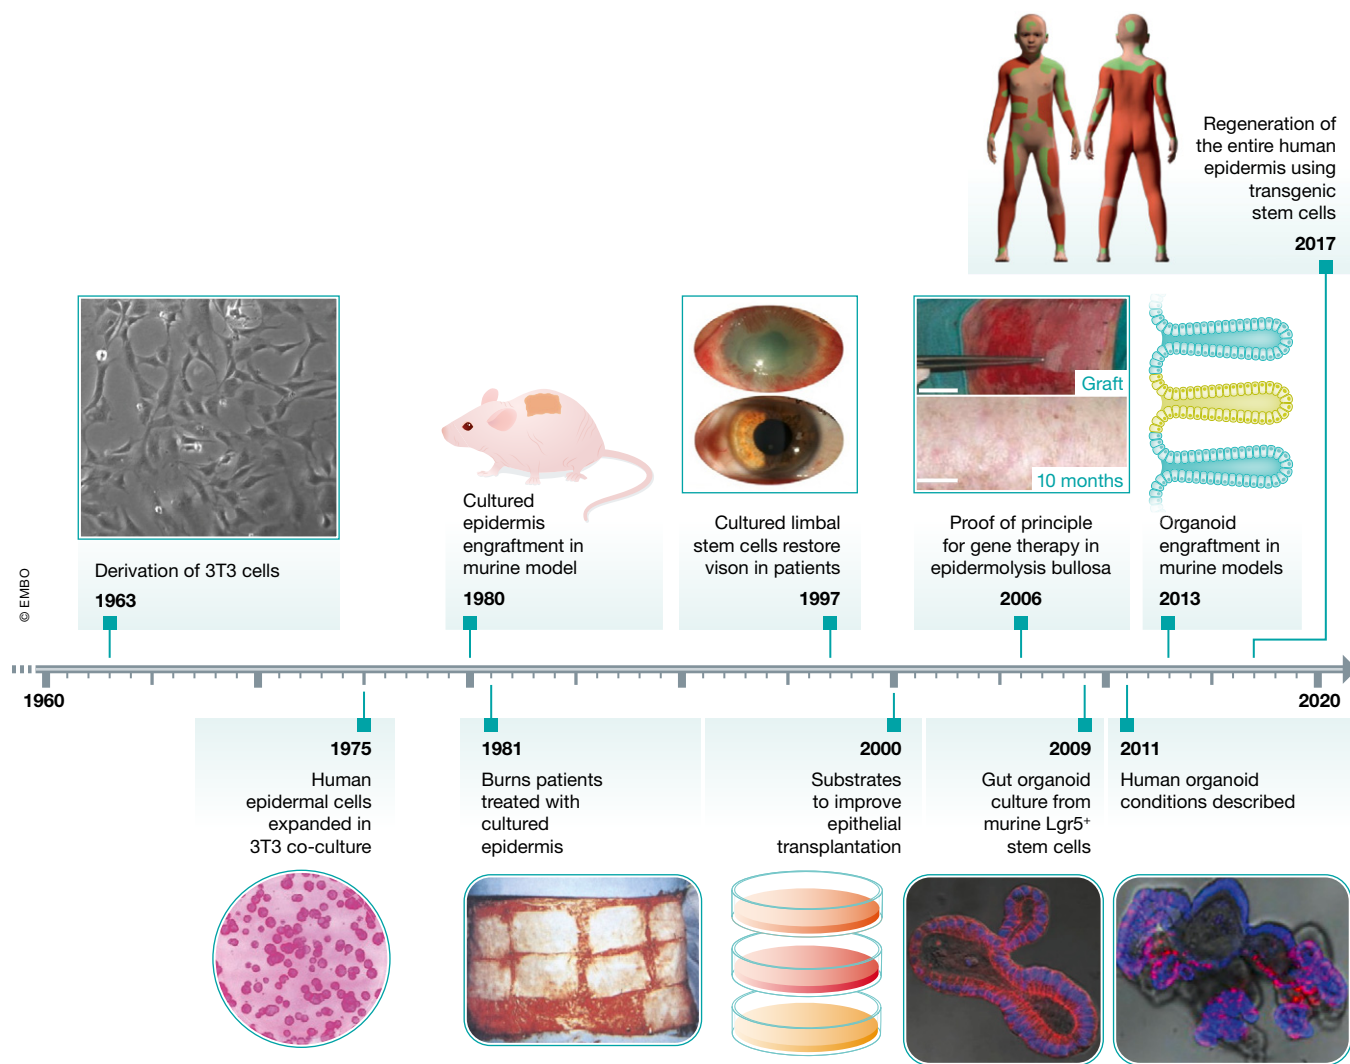 Regeneration of
the entire human
epidermis using
transgenic
stem cells
2017
Graft
10 months
Derivation of 3T3 cells
1963
Cultured
epidermis
engraftment in
murine model
1980
Cultured limbal
stem cells restore
vison in patients
1997
Proof of principle
for gene therapy in
epidermolysis bullosa
2006
Organoid
engraftment in
murine models
2013
© EMBO
1960
2020
1975
Human
epidermal cells
expanded in
3T3 co-culture
1981
Burns patients
treated with
cultured
epidermis
2000
Substrates
to improve
epithelial
transplantation
2009
Gut organoid
culture from
murine Lgr5⁺
stem cells
2011
Human organoid
conditions described